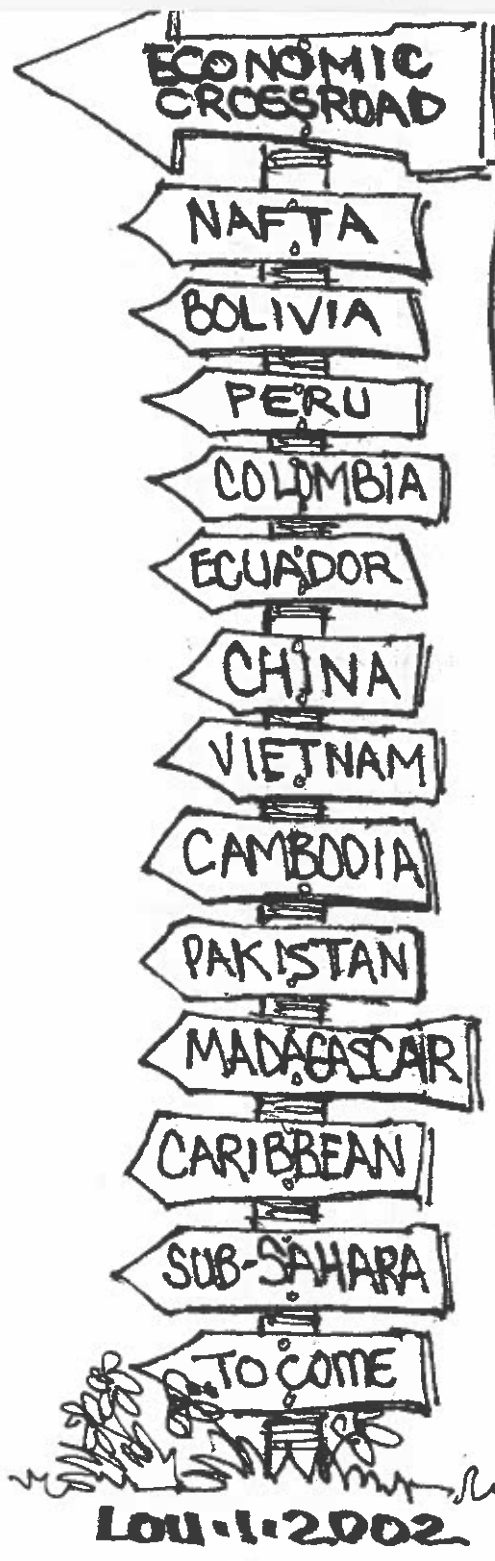 ECONOMIC
CROSSROAD
NAFTA
BOLIVIA
PERU
COLOMBIA
ECUADOR
CHINA
VIETNAM
CAMBODIA
PAKISTAN
MADAGASCAR
CARIBBEAN
SUB-SAHARA
TO COME
LOU.1.2002